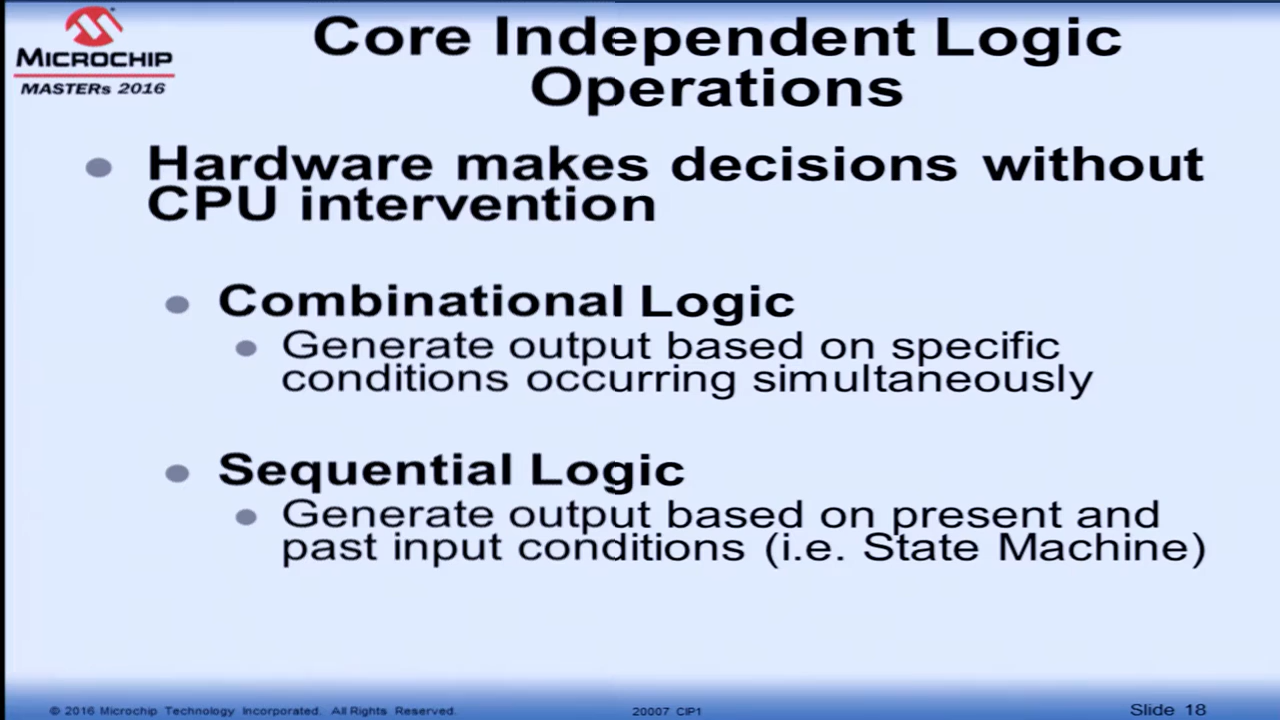 MICROCHIP
MASTERs 2016
Core Independent Logic
Operations
Hardware makes decisions without
CPU intervention
Combinational Logic
Generate output based on specific
conditions occurring simultaneously
Sequential Logic
Generate output based on present and
past input conditions (i.e. State Machine)
© 2016 Microchip Technology Incorporated. All Rights Reserved.
20007 CIP1
Slide 18